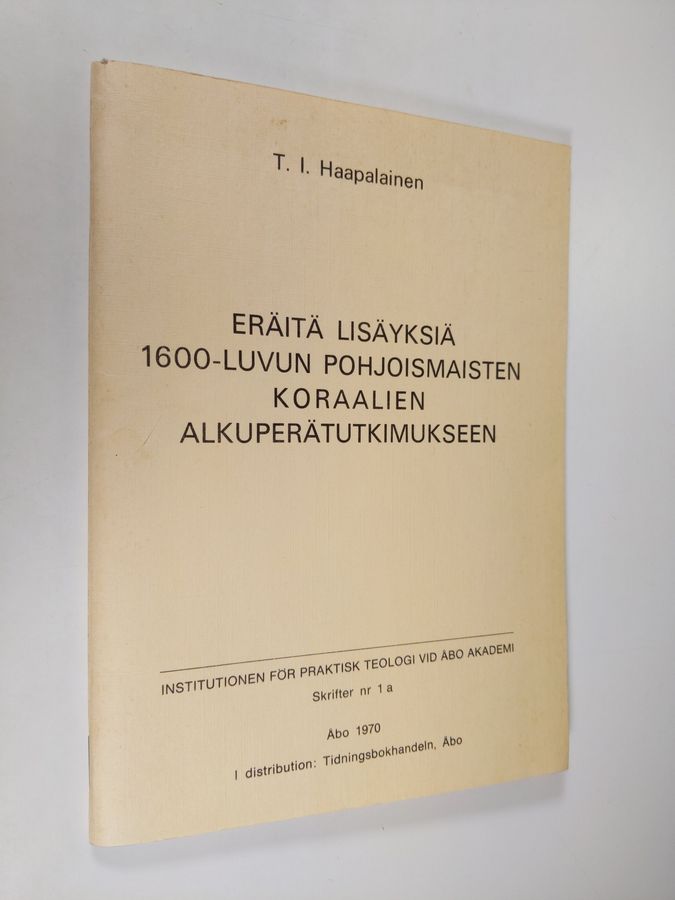 T. I. Haapalainen
ERÄITÄ LISÄYKSIÄ
1600-LUVUN POHJOISMAISTEN
KORAALIEN
ALKUPERÄTUTKIMUKSEEN
INSTITUTIONEN FÖR PRAKTISK TEOLOGI VID ÅBO AKADEMI
Skrifter nr 1 a
Åbo 1970
I distribution: Tidningsbokhandeln, Åbo